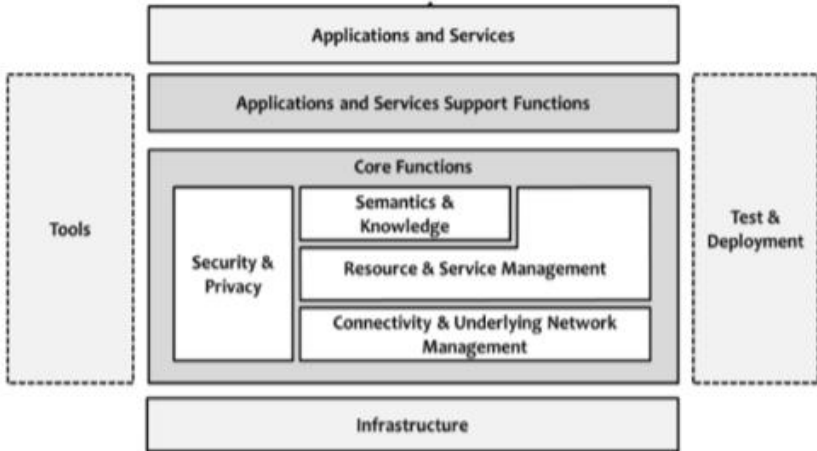 Applications and Services
Applications and Services Support Functions
Core Functions
Tools
Security &
Privacy
Semantics &
Knowledge
Resource & Service Management
Connectivity & Underlying Network
Management
Test &
Deployment
Infrastructure